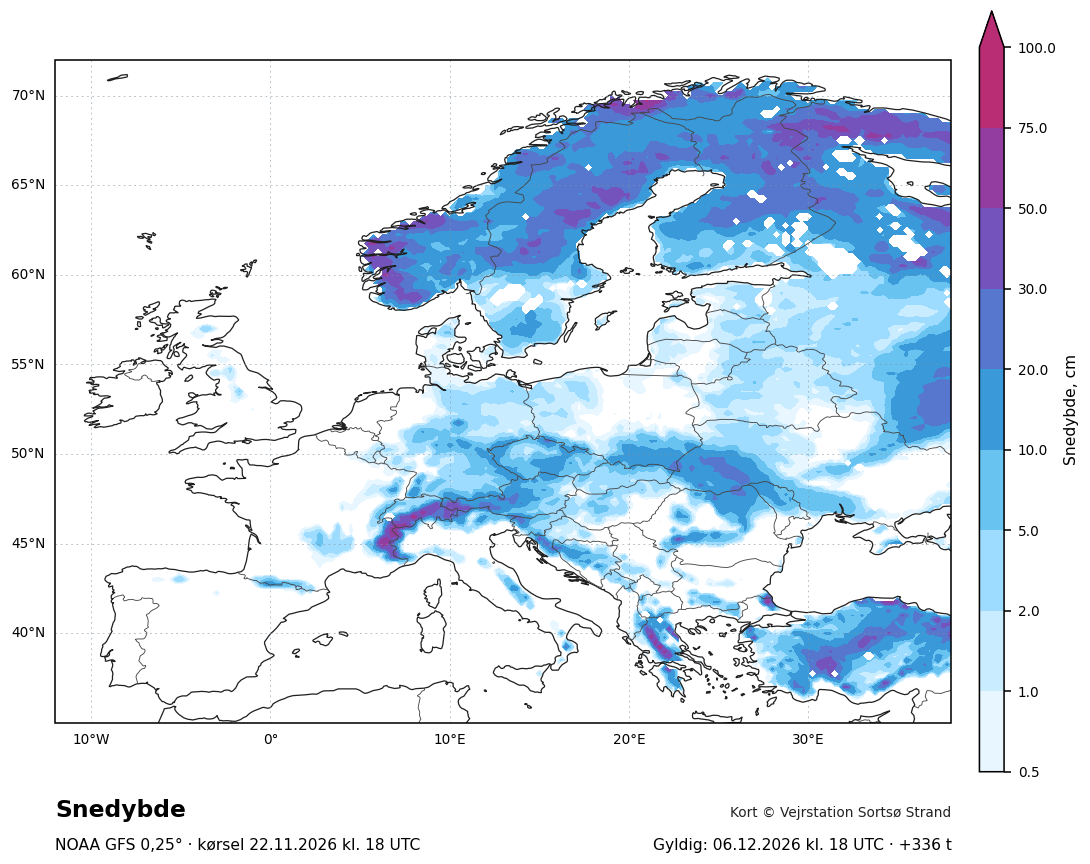 100.0
75.0
50.0
30.0
20.0
10.0
5.0
2.0
1.0
0.5
Snedybde, cm
70°N
65°N
60°N
55°N
50°N
45°N
40°N
10°W 0° 10°E 20°E 30°E
Snedybde
Kort © Vejrstation Sortsø Strand
NOAA GFS 0,25° · kørsel 22.11.2026 kl. 18 UTC
Gyldig: 06.12.2026 kl. 18 UTC · +336 t